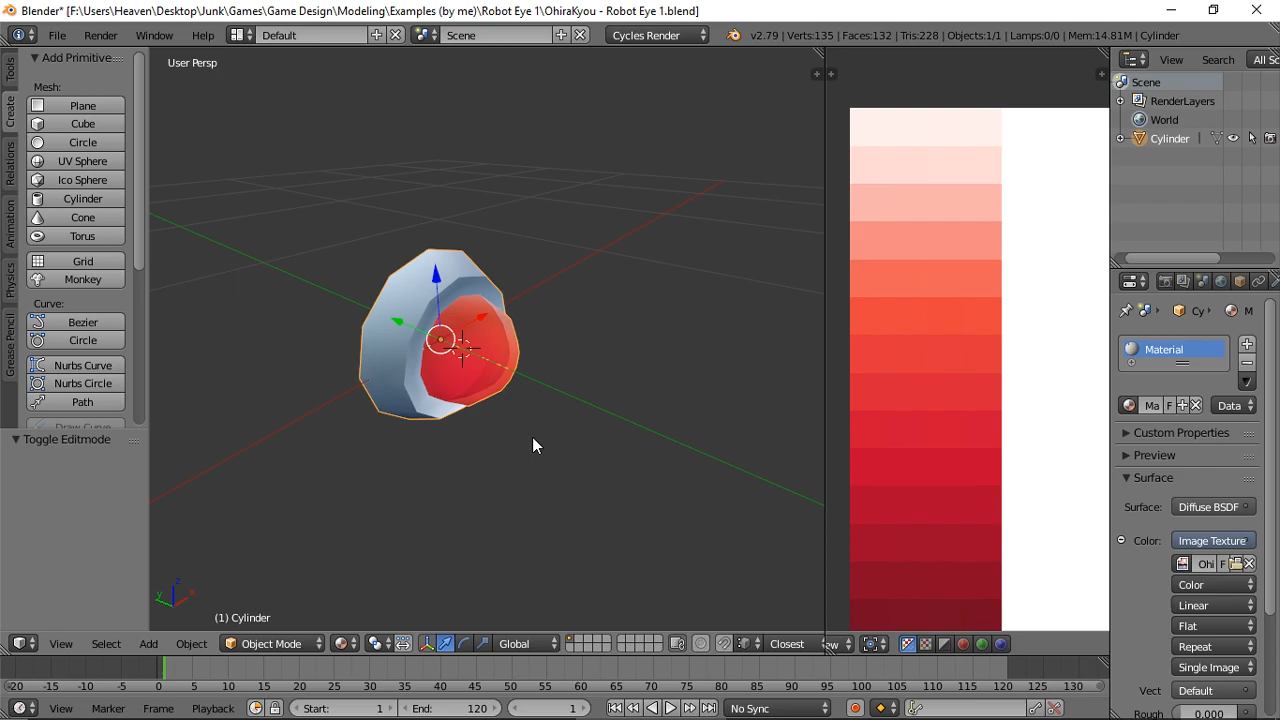 Blender* [F:\Users\Heaven\Desktop\Junk\Games\Game Design\Modeling\Examples (by me)\Robot Eye 1\OhiraKyou - Robot Eye 1.blend]
File Render Window Help Default Scene Cycles Render v2.79 | Verts:135 | Faces:132 | Tris:228 | Objects:1/1 | Lamps:0/0 | Mem:14.81M | Cylinder
Tools
Create
Relations
Animation
Physics
Grease Pencil
Add Primitive
Mesh:
Plane
Cube
Circle
UV Sphere
Ico Sphere
Cylinder
Cone
Torus
Grid
Monkey
Curve:
Bezier
Circle
Nurbs Curve
Nurbs Circle
Path
Draw Curve
Toggle Editmode
User Persp
z
y x
(1) Cylinder
View Select Add Object Object Mode Global Closest ew
View Search All Sc
Scene
RenderLayers
World
Cylinder
Cy M
Material
Ma F Data
Custom Properties
Preview
Surface
Surface: Diffuse BSDF
Color: Image Texture
Ohi F
Color
Linear
Flat
Repeat
Single Image
Vect Default
Rough 0.000
-20 -15 -10 -5 0 5 10 15 20 25 30 35 40 45 50 55 60 65 70 75 80 85 90 95 100 105 110 115 120 125 130
View Marker Frame Playback Start: 1 End: 120 1 No Sync